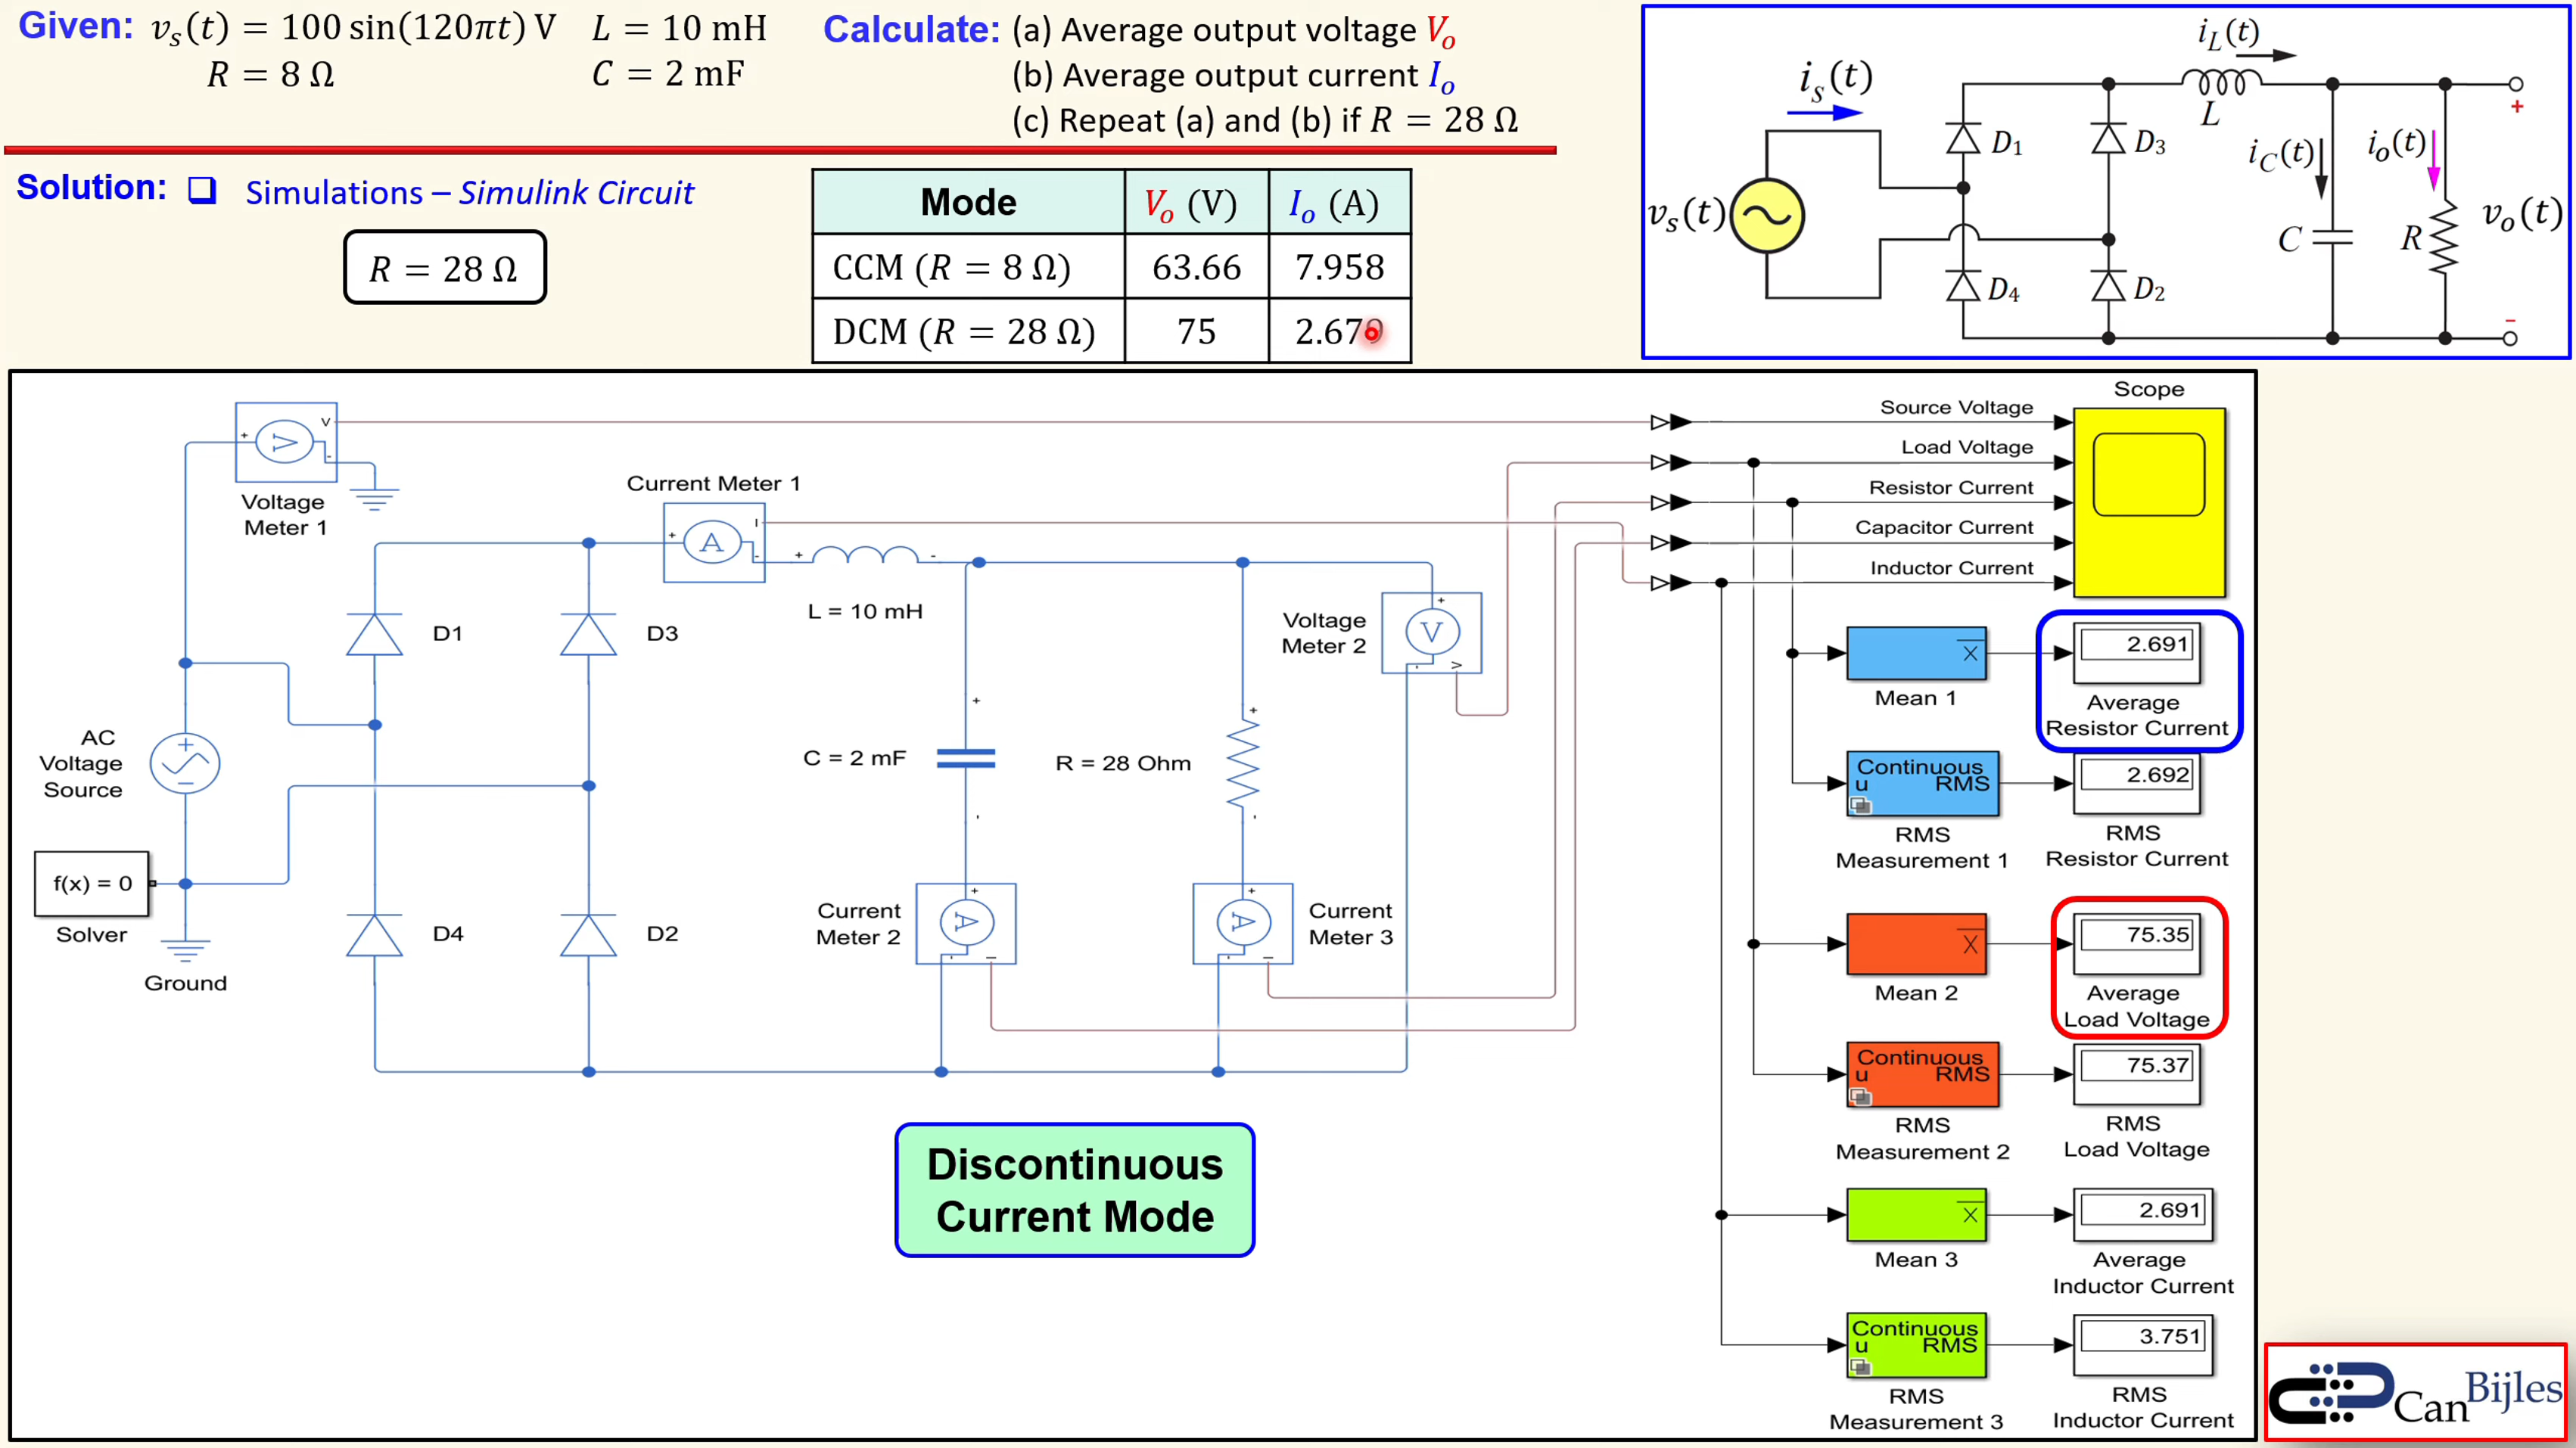 Given: vs(t) = 100 sin(120πt) V   L = 10 mH
R = 8 Ω   C = 2 mF
Calculate: (a) Average output voltage Vo
(b) Average output current Io
(c) Repeat (a) and (b) if R = 28 Ω
Solution: ❑ Simulations – Simulink Circuit
R = 28 Ω
Mode   Vo (V)   Io (A)
CCM (R = 8 Ω)   63.66   7.958
DCM (R = 28 Ω)   75   2.679
iL(t)
is(t)
L
D1   D3
iC(t)   io(t)
+
vs(t)
C   R   vo(t)
D4   D2
−
Scope
Source Voltage
Load Voltage
Resistor Current
Capacitor Current
Inductor Current
+ V -
Voltage
Meter 1
Current Meter 1
+ A I -
+ -
L = 10 mH
D1   D3
Voltage
Meter 2
+ V - V
AC
Voltage
Source
+
−
+
C = 2 mF
-
+
R = 28 Ohm
-
f(x) = 0
Solver
Ground
D4   D2
Current
Meter 2
+ A - I
Current
Meter 3
+ A - I
x
Mean 1
2.691
Average
Resistor Current
Continuous
u RMS
RMS
Measurement 1
2.692
RMS
Resistor Current
x
Mean 2
75.35
Average
Load Voltage
Continuous
u RMS
RMS
Measurement 2
75.37
RMS
Load Voltage
x
Mean 3
2.691
Average
Inductor Current
Continuous
u RMS
RMS
Measurement 3
3.751
RMS
Inductor Current
Discontinuous
Current Mode
Can Bijles